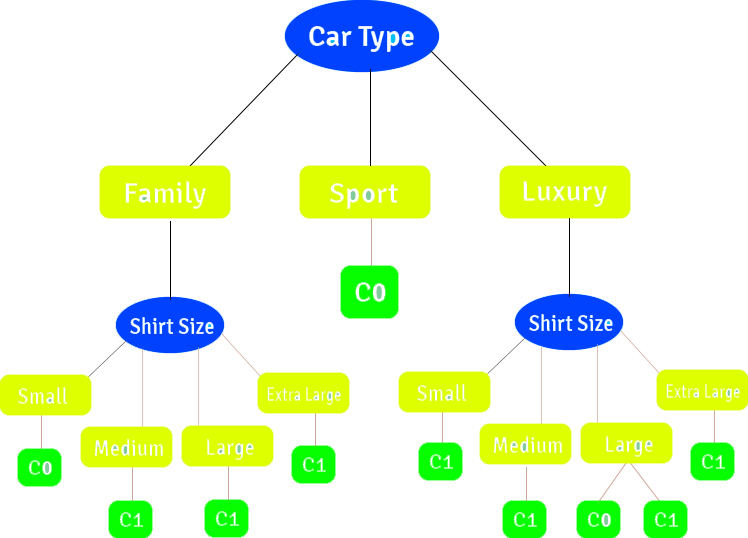 Car Type
Family
Sport
Luxury
C0
Shirt Size
Shirt Size
Small
Extra Large
Small
Extra Large
Medium
Large
Medium
Large
C0
C1
C1
C1
C1
C1
C1
C0
C1